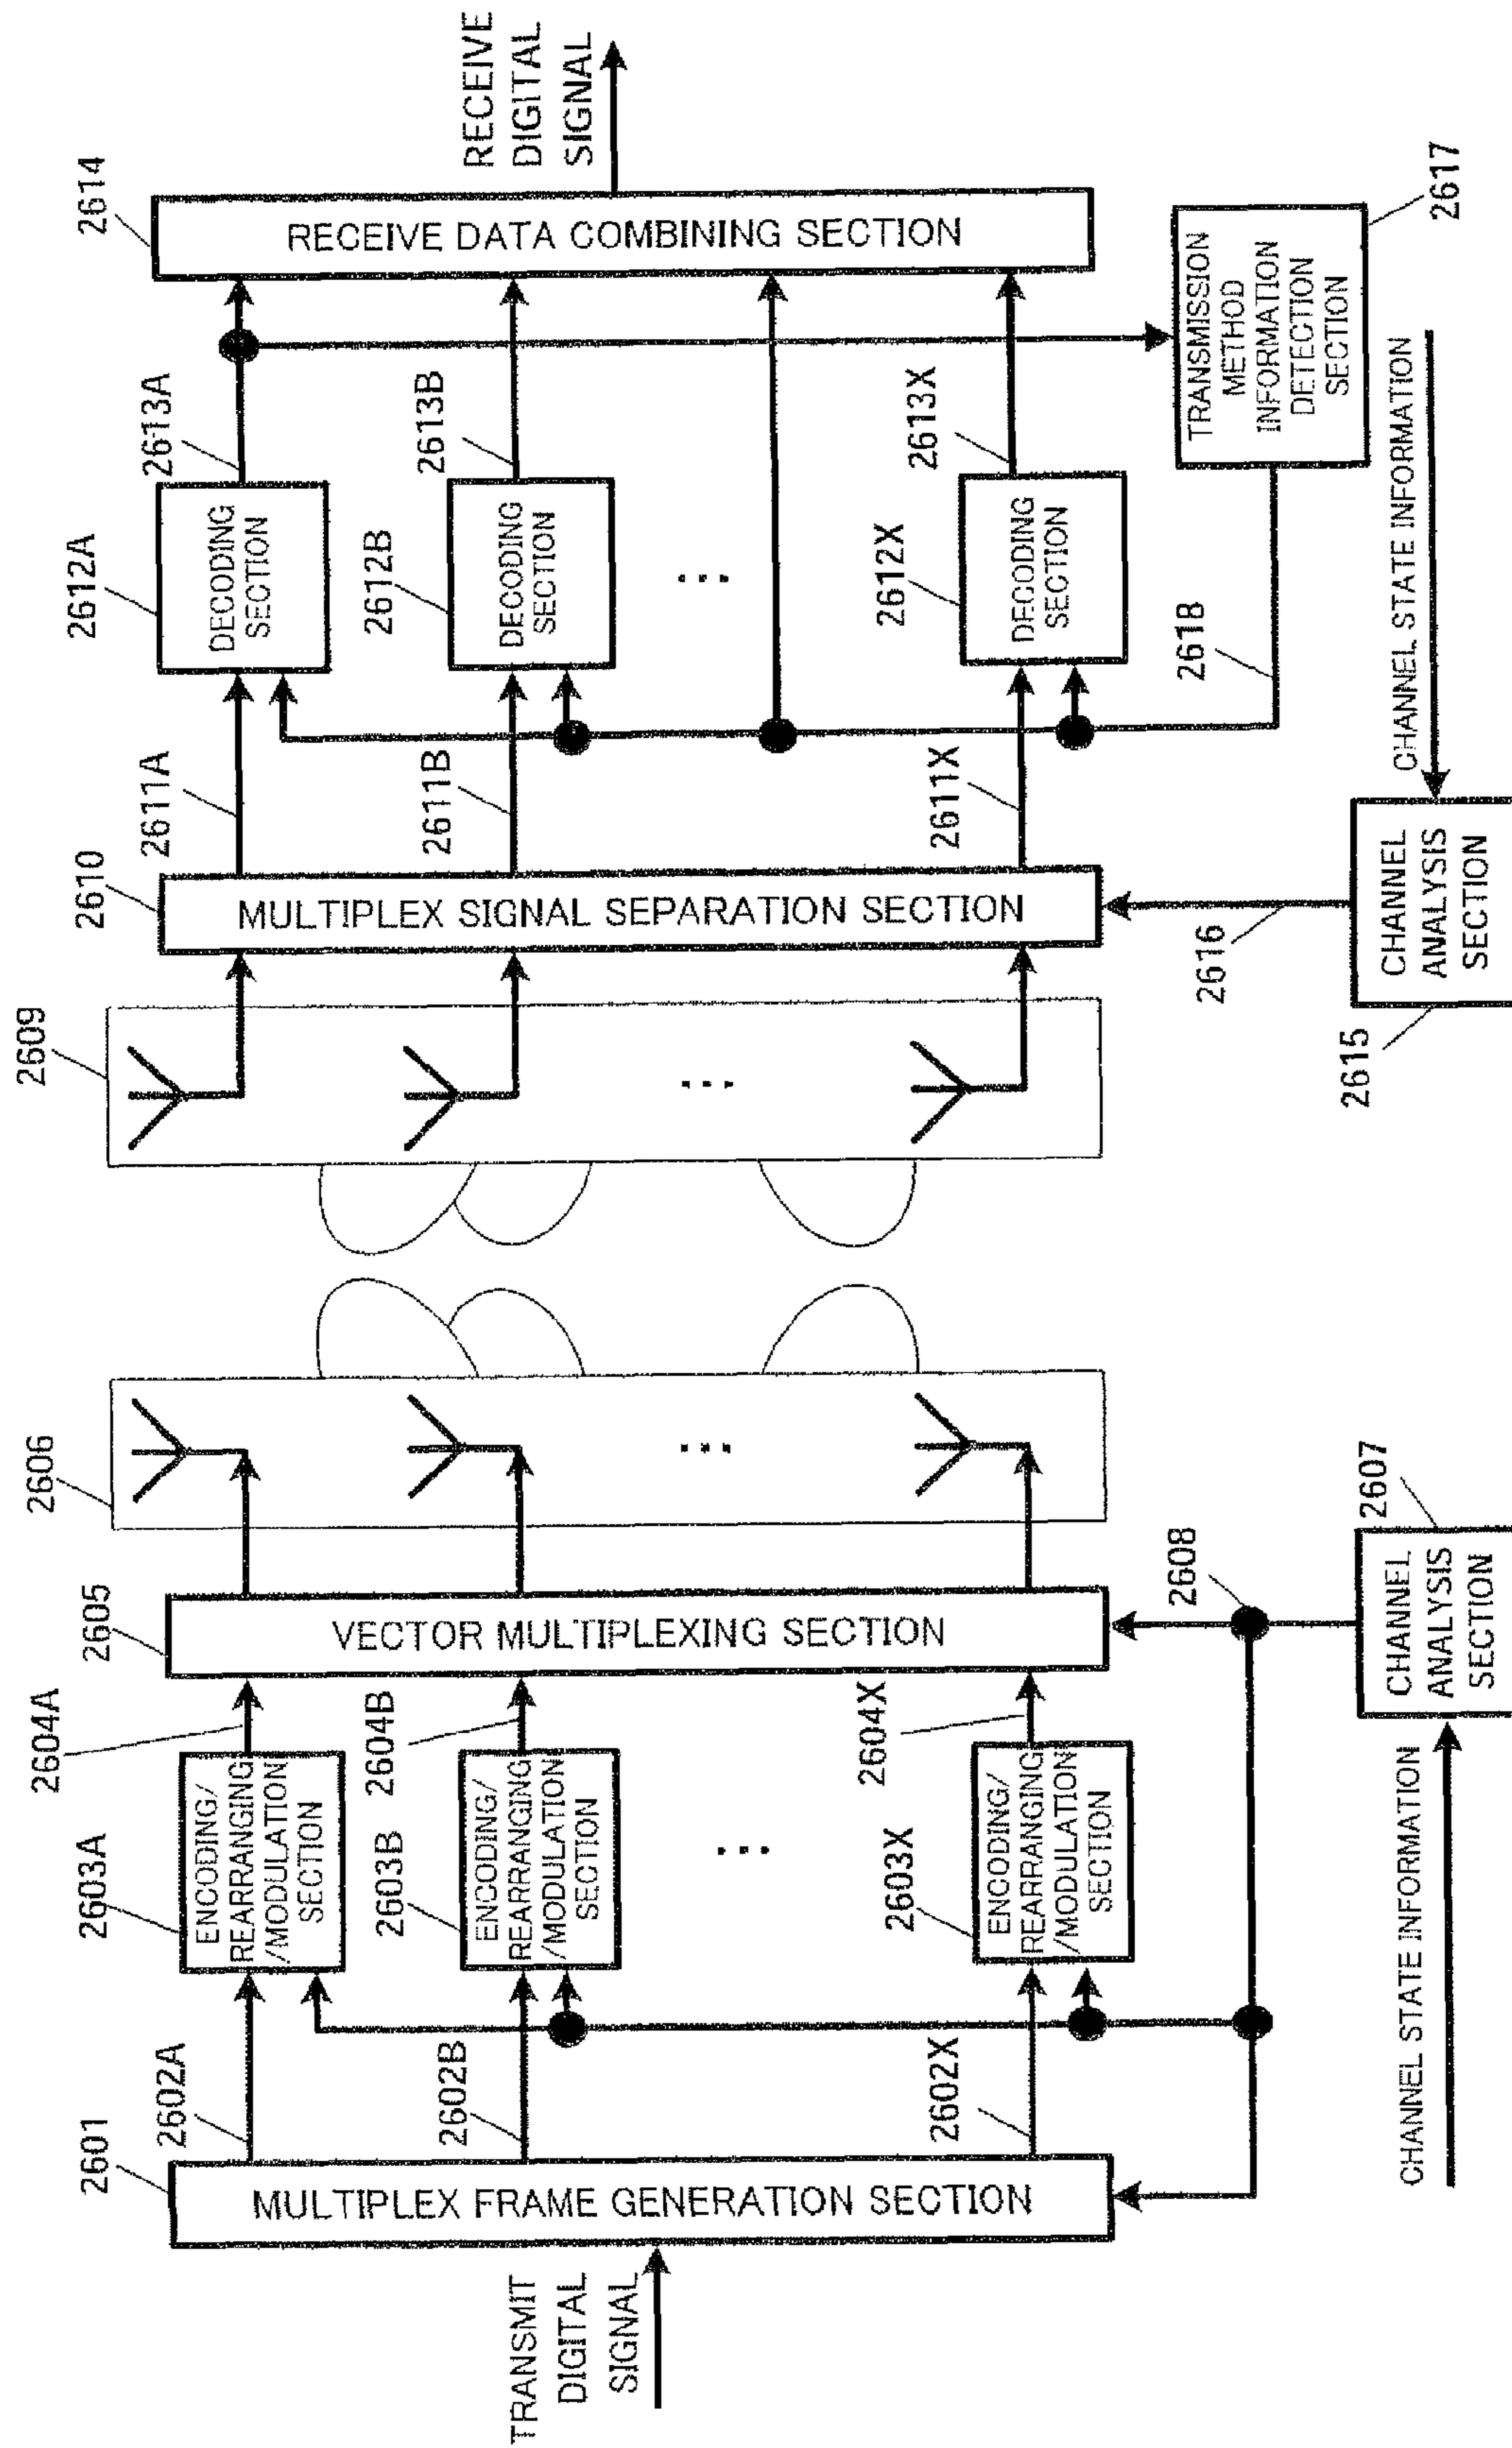 TRANSMIT
DIGITAL
SIGNAL
2601
MULTIPLEX FRAME GENERATION SECTION
2602A
2602B
2602X
2603A
ENCODING/
REARRANGING
/MODULATION
SECTION
2603B
ENCODING/
REARRANGING
/MODULATION
SECTION
...
2603X
ENCODING/
REARRANGING
/MODULATION
SECTION
2604A
2604B
2604X
2605
VECTOR MULTIPLEXING SECTION
2606
...
2608
CHANNEL STATE INFORMATION
2607
CHANNEL
ANALYSIS
SECTION
2609
...
2610
MULTIPLEX SIGNAL SEPARATION SECTION
2611A
2611B
2611X
2616
2615
CHANNEL
ANALYSIS
SECTION
CHANNEL STATE INFORMATION
2612A
DECODING
SECTION
2612B
DECODING
SECTION
...
2612X
DECODING
SECTION
2618
2613A
2613B
2613X
2614
RECEIVE DATA COMBINING SECTION
2617
TRANSMISSION
METHOD
INFORMATION
DETECTION
SECTION
RECEIVE
DIGITAL
SIGNAL